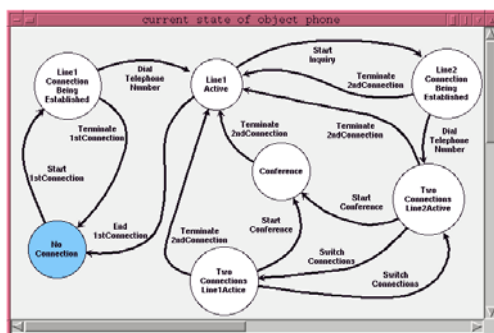 current state of object phone
Line1
Connection
Being
Established
Dial
Telephone
Number
Line1
Active
Start
Inquiry
Terminate
2ndConnection
Line2
Connection
Being
Established
Terminate
1stConnection
Terminate
2ndConnection
Terminate
2ndConnection
Dial
Telephone
Number
Start
1stConnection
Conference
Two
Connections
Line2Active
Start
Conference
No
Connection
End
1stConnection
Terminate
2ndConnection
Start
Conference
Switch
Connections
Two
Connections
Line1Active
Switch
Connections